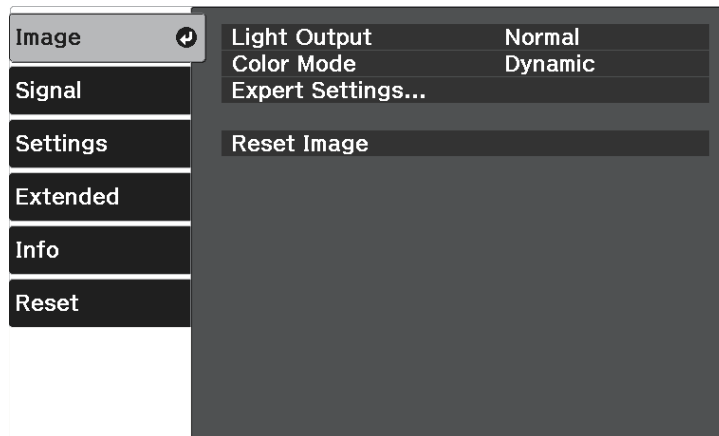 Image
Signal
Settings
Extended
Info
Reset
Light Output Normal
Color Mode Dynamic
Expert Settings...
Reset Image